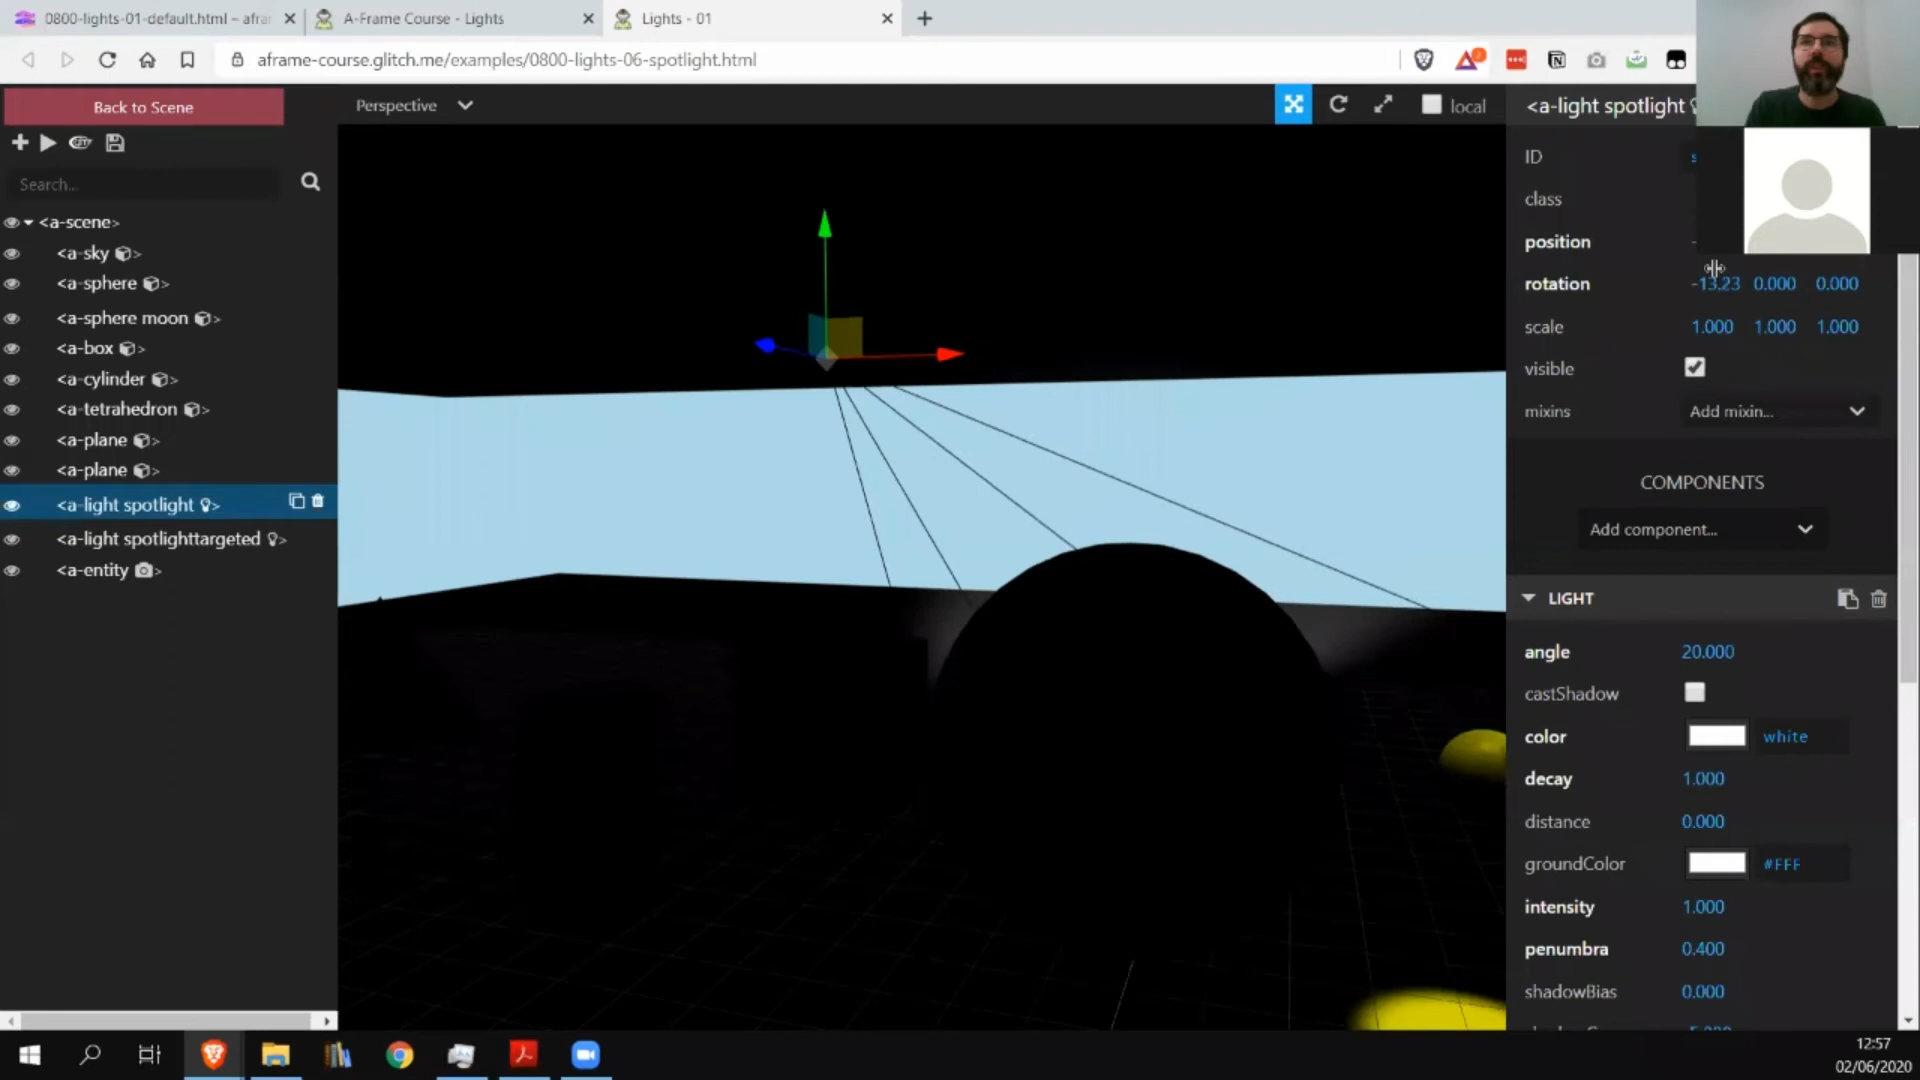 0800-lights-01-default.html – afra
A-Frame Course - Lights
Lights - 01
aframe-course.glitch.me/examples/0800-lights-06-spotlight.html
Back to Scene
Perspective
local
<a-light spotlight
Search...
<a-scene>
<a-sky >
<a-sphere >
<a-sphere moon >
<a-box >
<a-cylinder >
<a-tetrahedron >
<a-plane >
<a-plane >
<a-light spotlight >
<a-light spotlighttargeted >
<a-entity >
ID
class
position
rotation -13.23 0.000 0.000
scale 1.000 1.000 1.000
visible
mixins Add mixin...
COMPONENTS
Add component...
LIGHT
angle 20.000
castShadow
color white
decay 1.000
distance 0.000
groundColor #FFF
intensity 1.000
penumbra 0.400
shadowBias 0.000
12:57
02/06/2020